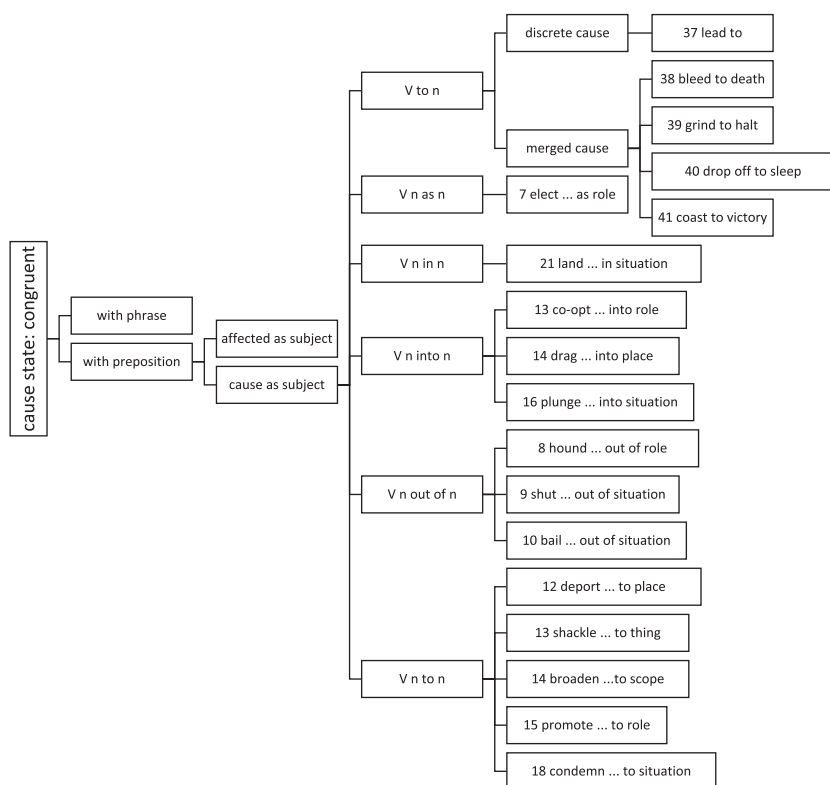 cause state: congruent
with phrase
with preposition
affected as subject
cause as subject
V to n
discrete cause
37 lead to
merged cause
38 bleed to death
39 grind to halt
40 drop off to sleep
41 coast to victory
V n as n
7 elect ... as role
V n in n
21 land ... in situation
V n into n
13 co-opt ... into role
14 drag ... into place
16 plunge ... into situation
V n out of n
8 hound ... out of role
9 shut ... out of situation
10 bail ... out of situation
V n to n
12 deport ... to place
13 shackle ... to thing
14 broaden ...to scope
15 promote ... to role
18 condemn ... to situation